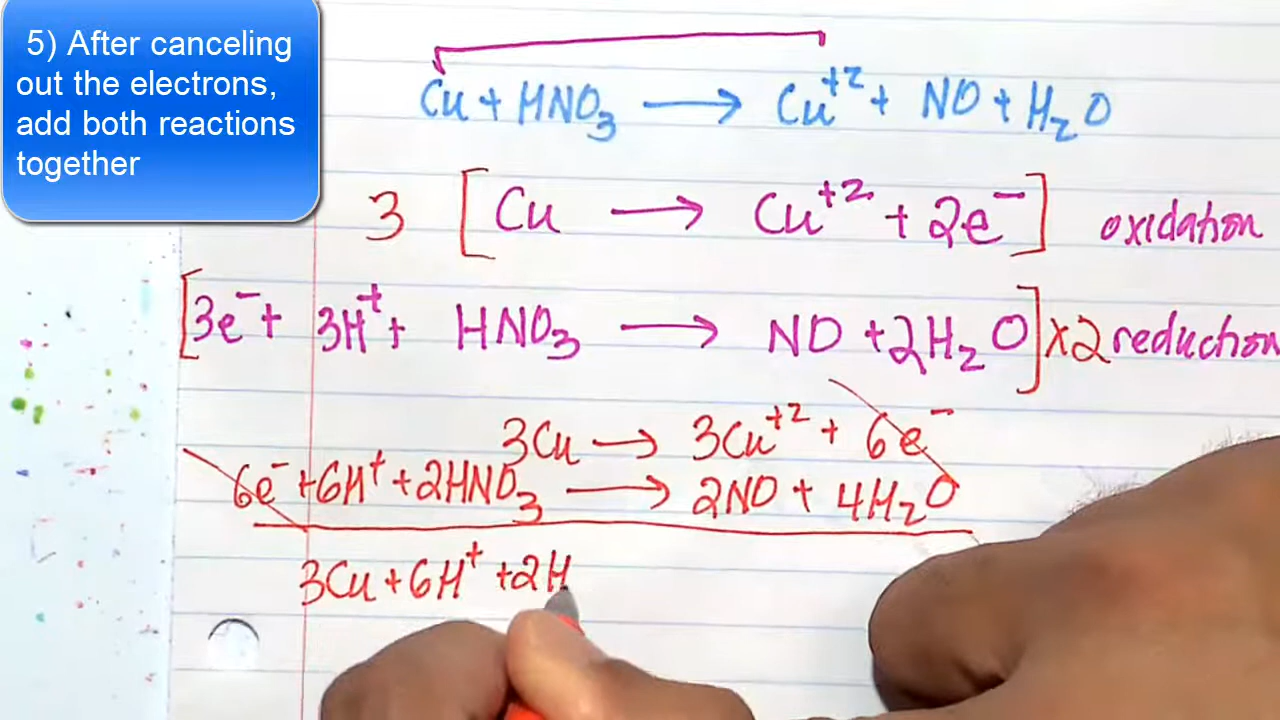 5) After canceling
out the electrons,
add both reactions
together
Cu + HNO₃ ⟶ Cu⁺² + NO + H₂O
3 [Cu ⟶ Cu⁺² + 2e⁻] oxidation
[3e⁻ + 3H⁺ + HNO₃ ⟶ NO + 2H₂O] ×2 reduction
3Cu ⟶ 3Cu⁺² + 6e⁻
6e⁻ + 6H⁺ + 2HNO₃ ⟶ 2NO + 4H₂O
3Cu + 6H⁺ + 2H